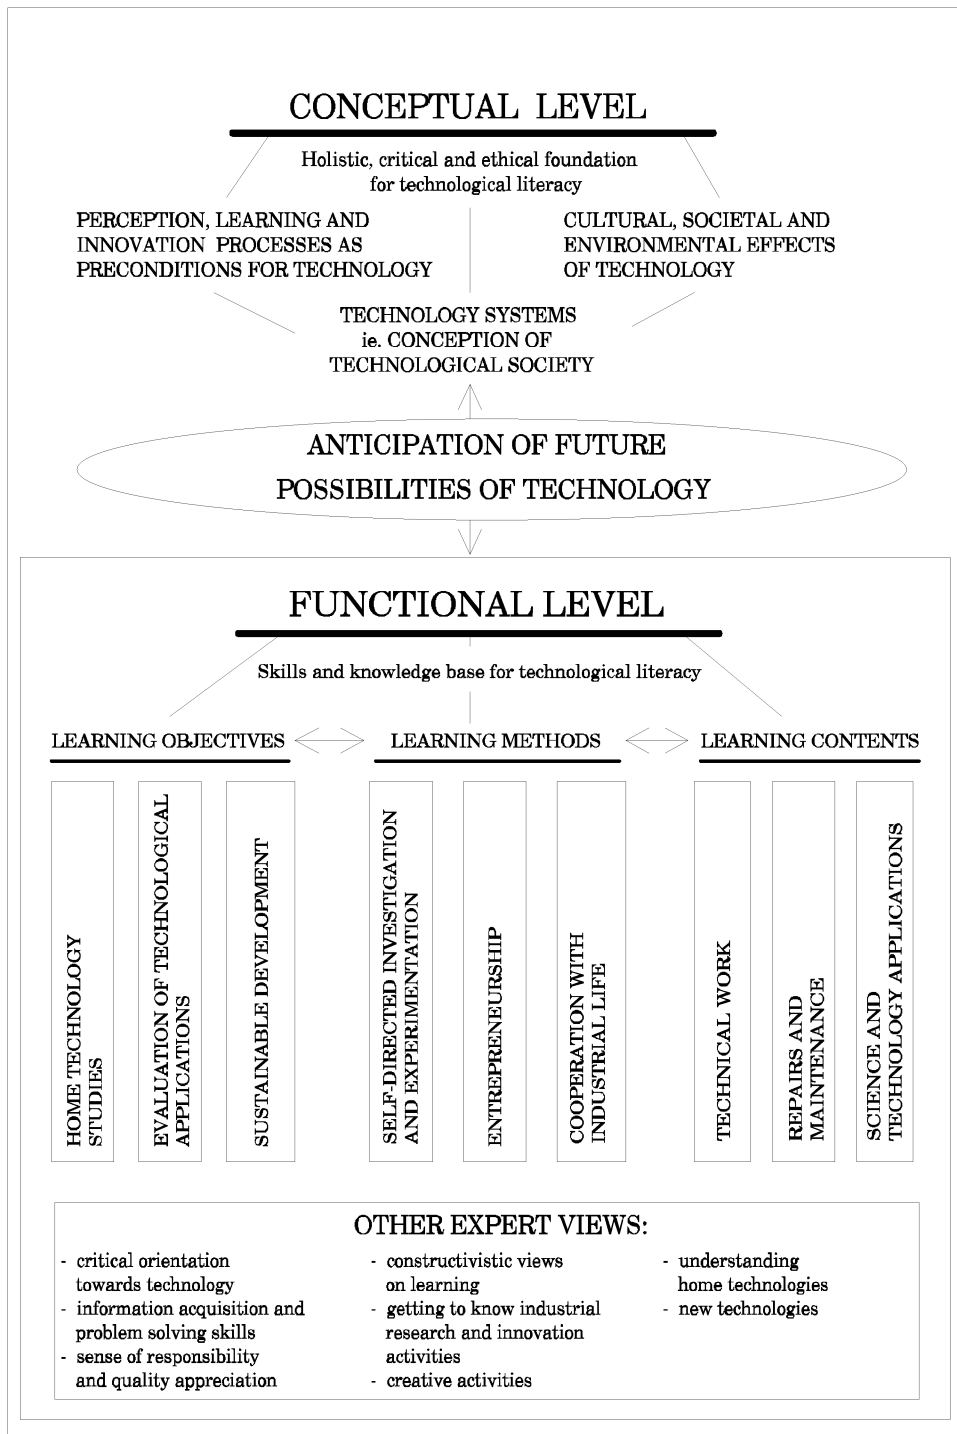 CONCEPTUAL LEVEL
Holistic, critical and ethical foundation
for technological literacy
PERCEPTION, LEARNING AND
INNOVATION PROCESSES AS
PRECONDITIONS FOR TECHNOLOGY
CULTURAL, SOCIETAL AND
ENVIRONMENTAL EFFECTS
OF TECHNOLOGY
TECHNOLOGY SYSTEMS
ie. CONCEPTION OF
TECHNOLOGICAL SOCIETY
ANTICIPATION OF FUTURE
POSSIBILITIES OF TECHNOLOGY
FUNCTIONAL LEVEL
Skills and knowledge base for technological literacy
LEARNING OBJECTIVES
LEARNING METHODS
LEARNING CONTENTS
HOME TECHNOLOGY
STUDIES
EVALUATION OF TECHNOLOGICAL
APPLICATIONS
SUSTAINABLE DEVELOPMENT
SELF-DIRECTED INVESTIGATION
AND EXPERIMENTATION
ENTREPRENEURSHIP
COOPERATION WITH
INDUSTRIAL LIFE
TECHNICAL WORK
REPAIRS AND
MAINTENANCE
SCIENCE AND
TECHNOLOGY APPLICATIONS
OTHER EXPERT VIEWS:
- critical orientation
towards technology
- information acquisition and
problem solving skills
- sense of responsibility
and quality appreciation
- constructivistic views
on learning
- getting to know industrial
research and innovation
activities
- creative activities
- understanding
home technologies
- new technologies